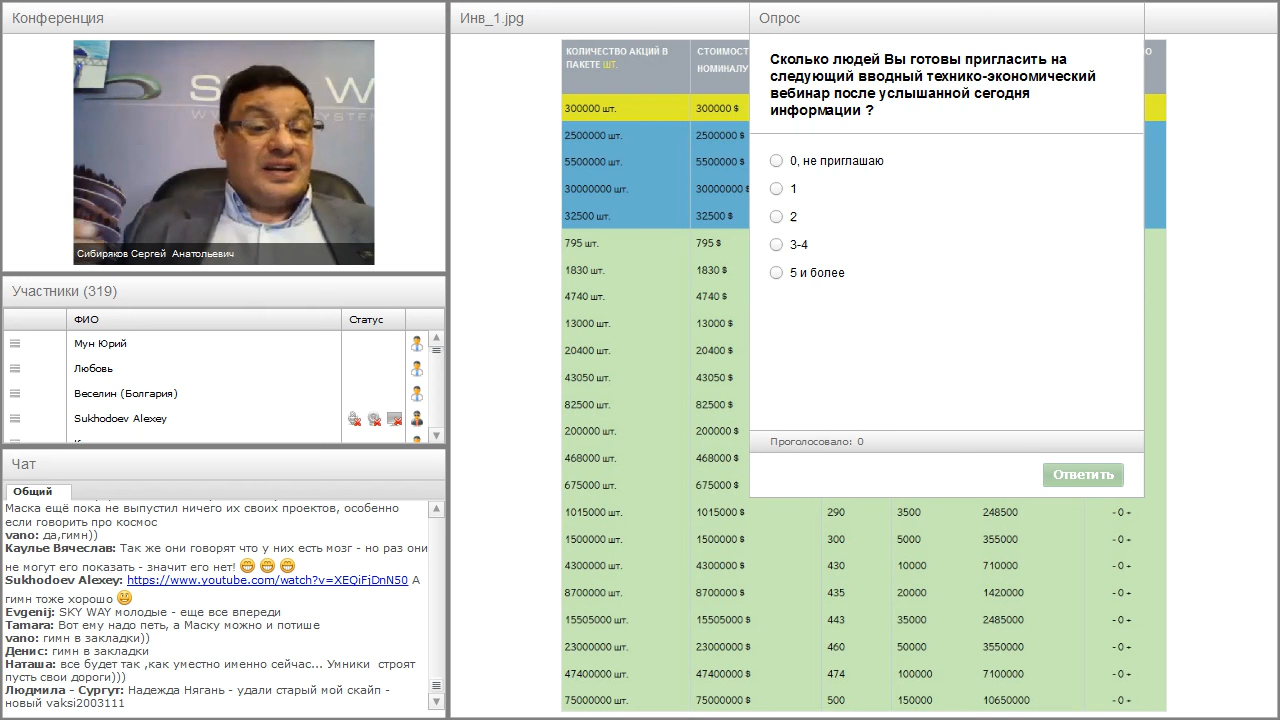 Конференция
SKY W
Сибиряков Сергей Анатольевич
Участники (319)
ФИО
Статус
Мун Юрий
Любовь
Веселин (Болгария)
Sukhodoev Alexey
Чат
Общий
Маска ещё пока не выпустил ничего их своих проектов, особенно
если говорить про космос
vano: да,гимн))
Каулье Вячеслав: Так же они говорят что у них есть мозг - но раз они
не могут его показать - значит его нет!
Sukhodoev Alexey: https://www.youtube.com/watch?v=XEQiFjDnN50 А
гимн тоже хорошо
Evgenij: SKY WAY молодые - еще все впереди
Tamara: Вот ему надо петь, а Маску можно и потише
vano: гимн в закладки))
Денис: гимн в закладки
Наташа: все будет так ,как уместно именно сейчас... Умники строят
пусть свои дороги)))
Людмила - Сургут: Надежда Нягань - удали старый мой скайп -
новый vaksi2003111
Инв_1.jpg
КОЛИЧЕСТВО АКЦИЙ В
ПАКЕТЕ ШТ.
НОМИНАЛУ
300000 шт. 300000 $
2500000 шт. 2500000 $
5500000 шт. 5500000 $
30000000 шт. 30000000 $
32500 шт. 32500 $
795 шт. 795 $
1830 шт. 1830 $
4740 шт. 4740 $
13000 шт. 13000 $
20400 шт. 20400 $
43050 шт. 43050 $
82500 шт. 82500 $
200000 шт. 200000 $
468000 шт. 468000 $
675000 шт. 675000 $
1015000 шт. 1015000 $ 290 3500 248500 - 0 +
1500000 шт. 1500000 $ 300 5000 355000 - 0 +
4300000 шт. 4300000 $ 430 10000 710000 - 0 +
8700000 шт. 8700000 $ 435 20000 1420000 - 0 +
15505000 шт. 15505000 $ 443 35000 2485000 - 0 +
23000000 шт. 23000000 $ 460 50000 3550000 - 0 +
47400000 шт. 47400000 $ 474 100000 7100000 - 0 +
75000000 шт. 75000000 $ 500 150000 10650000 - 0 +
Опрос
Сколько людей Вы готовы пригласить на
следующий вводный технико-экономический
вебинар после услышанной сегодня
информации ?
0, не приглашаю
1
2
3-4
5 и более
Проголосовало: 0
Ответить